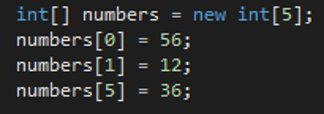 int[] numbers = new int[5];
numbers[0] = 56;
numbers[1] = 12;
numbers[5] = 36;